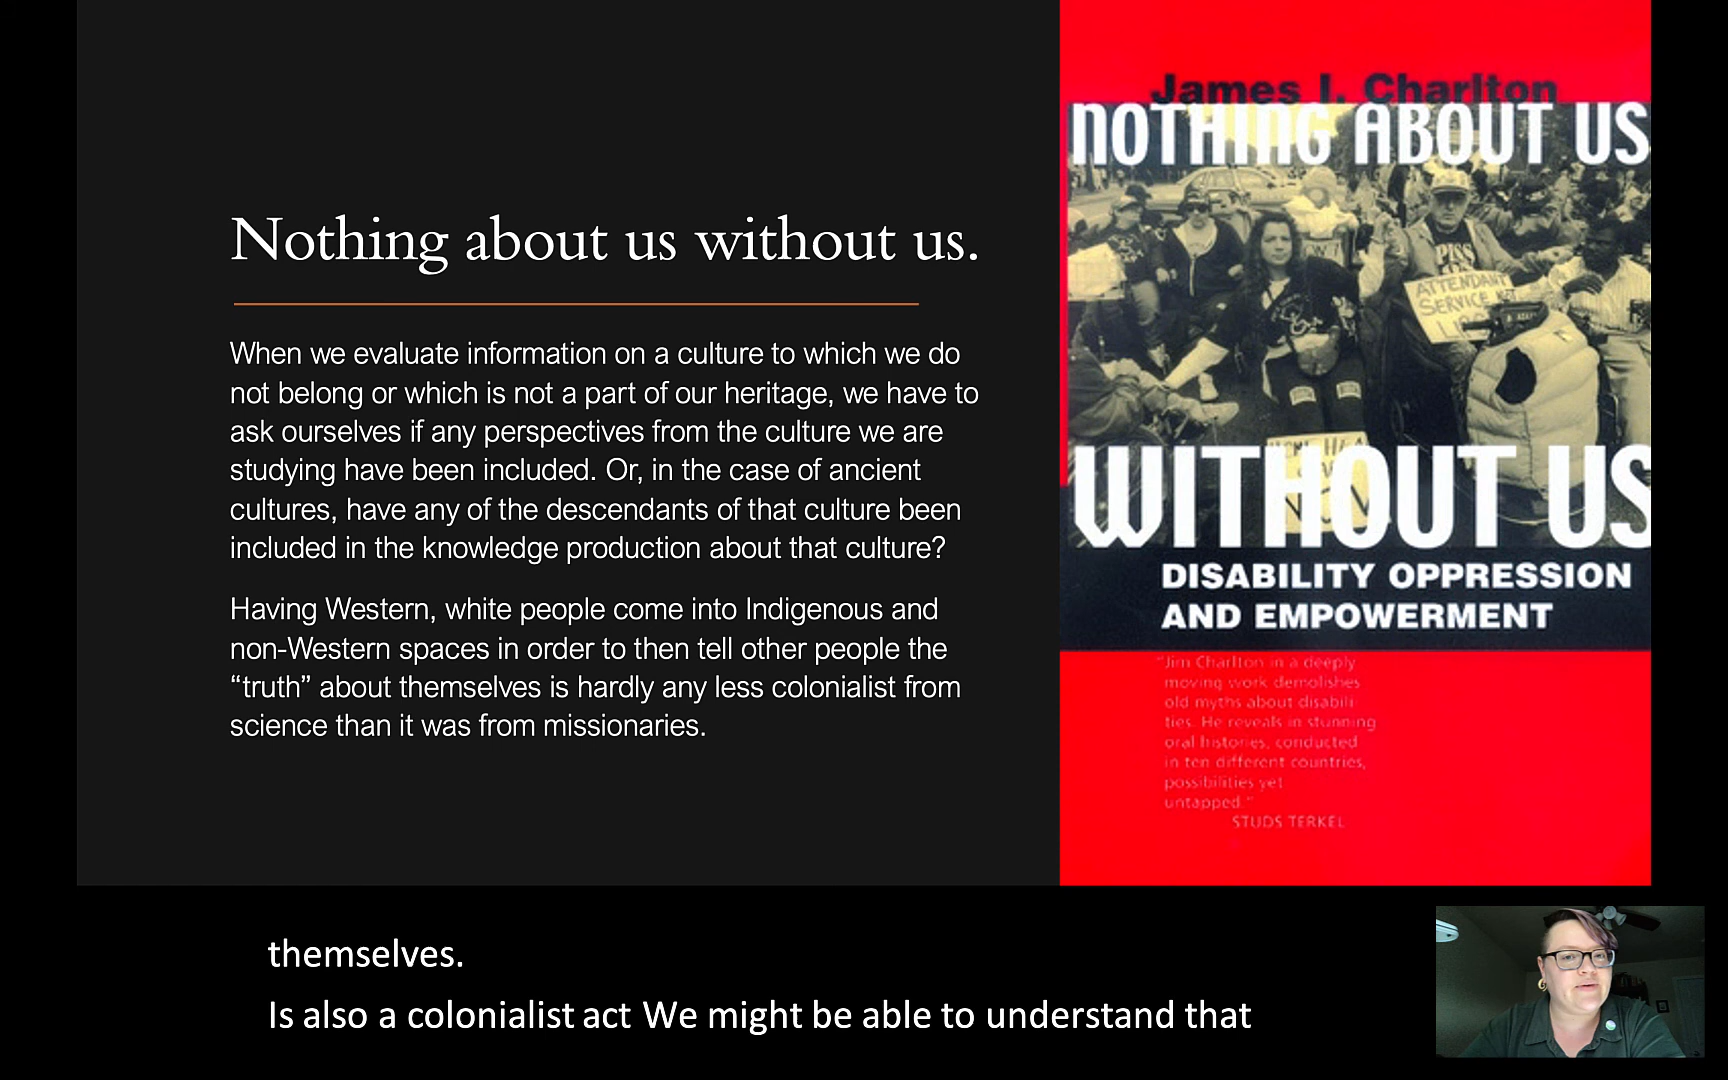 Nothing about us without us.
When we evaluate information on a culture to which we do
not belong or which is not a part of our heritage, we have to
ask ourselves if any perspectives from the culture we are
studying have been included. Or, in the case of ancient
cultures, have any of the descendants of that culture been
included in the knowledge production about that culture?
Having Western, white people come into Indigenous and
non-Western spaces in order to then tell other people the
“truth” about themselves is hardly any less colonialist from
science than it was from missionaries.
James I. Charlton
NOTHING ABOUT US
PISS
ATTENDANT
SERVICE
WITHOUT US
DISABILITY OPPRESSION
AND EMPOWERMENT
"Jim Charlton in a deeply
moving work demolishes
old myths about disabili
ties. He reveals in stunning
oral histories, conducted
in ten different countries,
possibilities yet
untapped."
STUDS TERKEL
themselves.
Is also a colonialist act We might be able to understand that